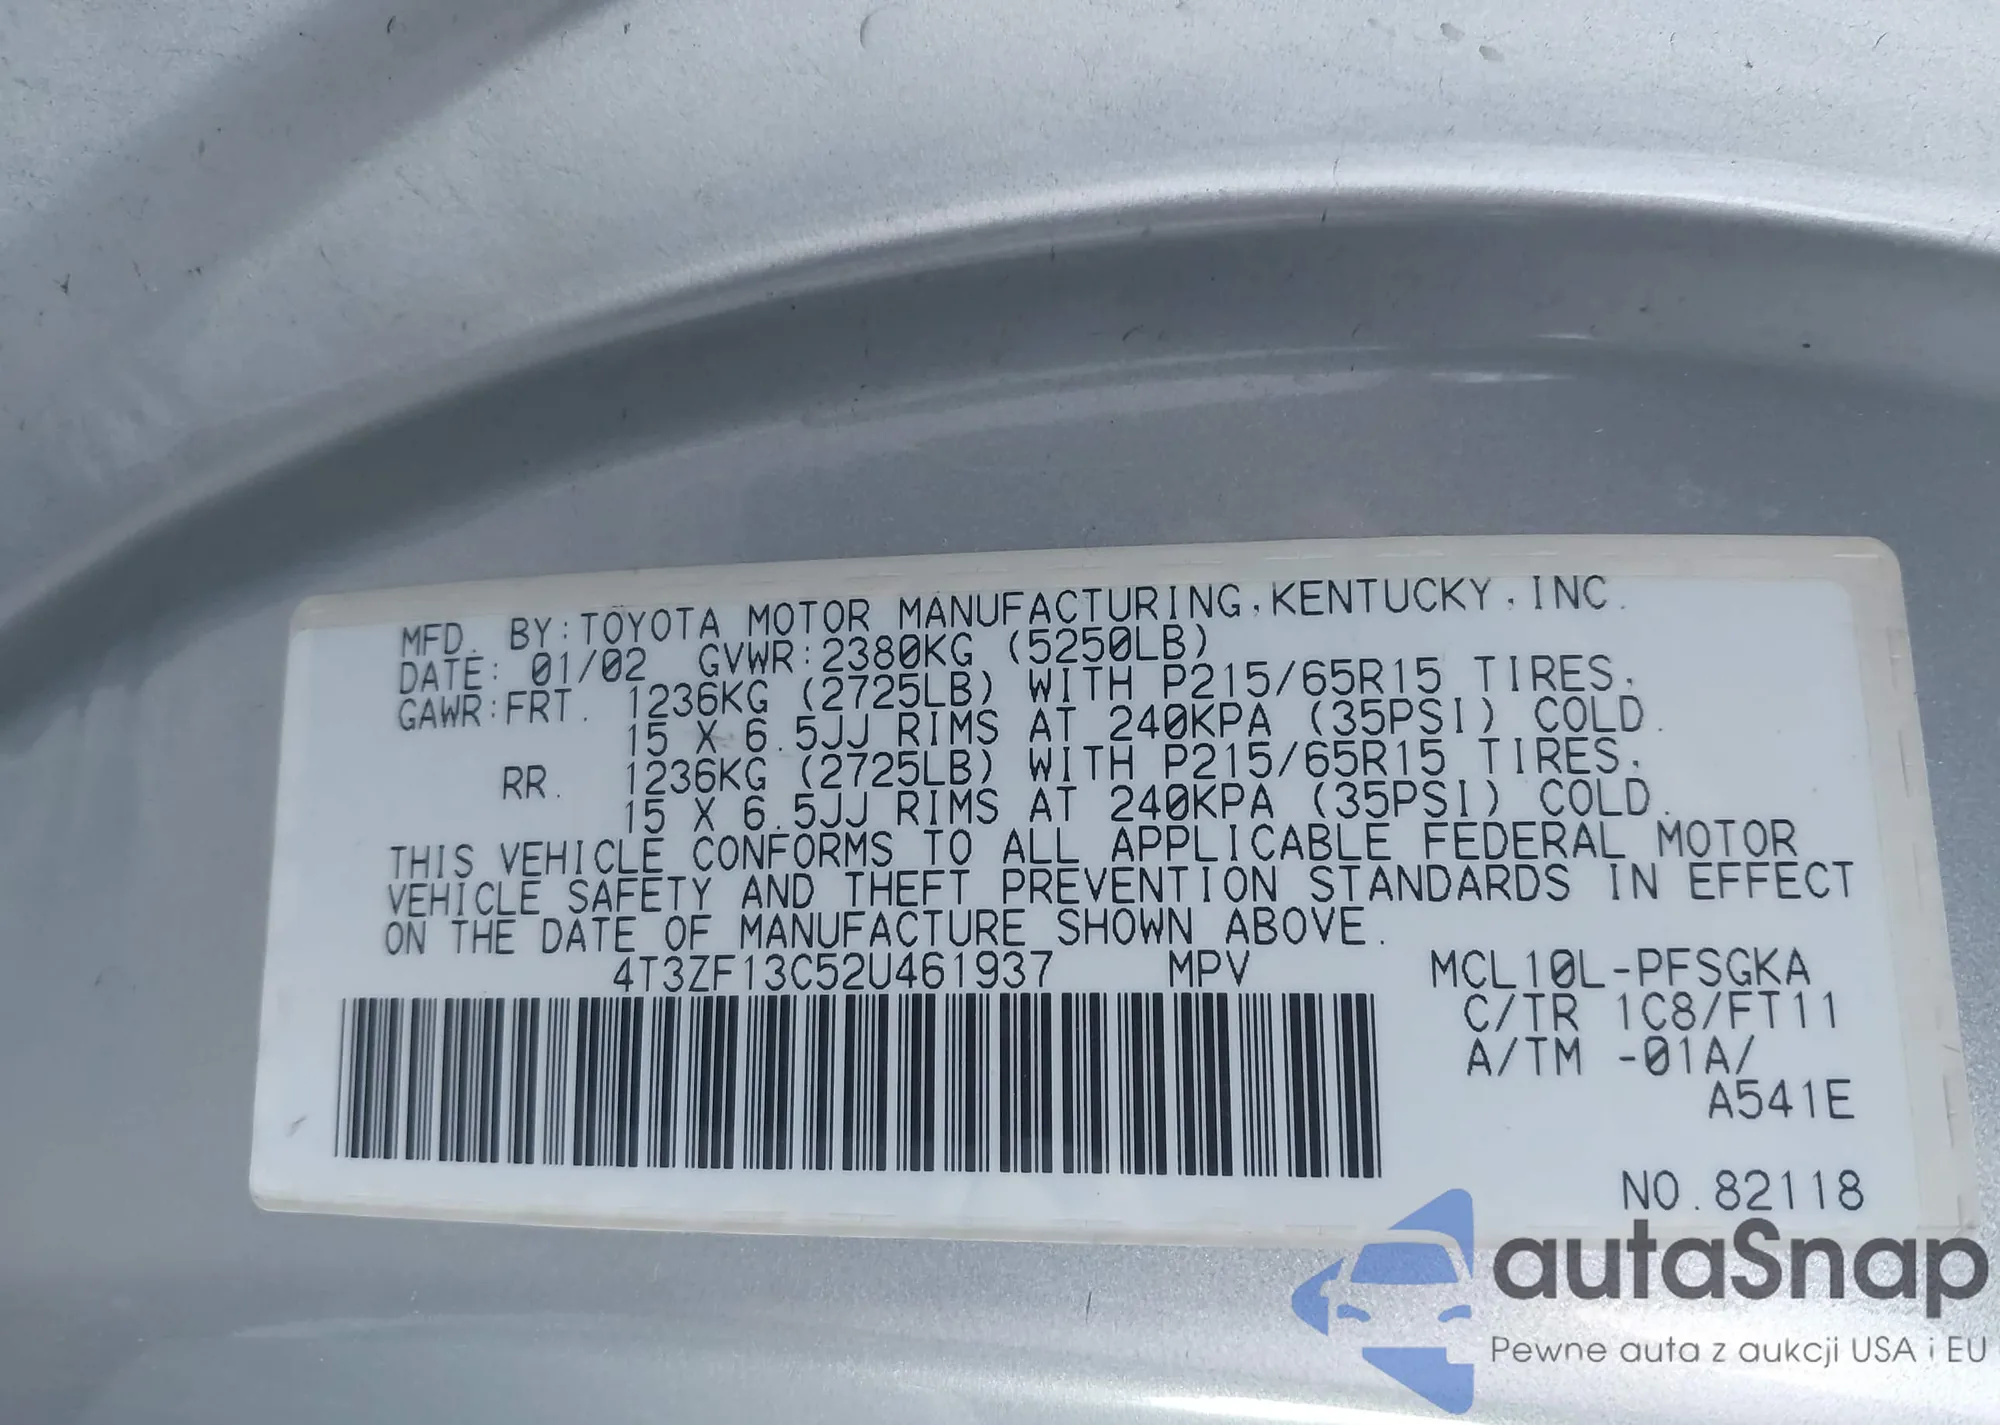 MFD. BY:TOYOTA MOTOR MANUFACTURING,KENTUCKY,INC.
DATE: 01/02 GVWR:2380KG (5250LB)
GAWR:FRT. 1236KG (2725LB) WITH P215/65R15 TIRES,
15 X 6.5JJ RIMS AT 240KPA (35PSI) COLD.
RR. 1236KG (2725LB) WITH P215/65R15 TIRES,
15 X 6.5JJ RIMS AT 240KPA (35PSI) COLD.
THIS VEHICLE CONFORMS TO ALL APPLICABLE FEDERAL MOTOR
VEHICLE SAFETY AND THEFT PREVENTION STANDARDS IN EFFECT
ON THE DATE OF MANUFACTURE SHOWN ABOVE.
4T3ZF13C52U461937 MPV MCL10L-PFSGKA
C/TR 1C8/FT11
A/TM -01A/
A541E
NO.82118
autaSnap
Pewne auta z aukcji USA i EU